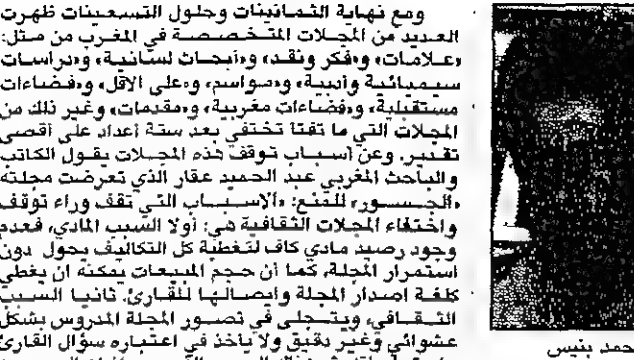 ومع نهاية الثمانينات وحلول التسعينات ظهرت
العديد من المجلات المتخصصة في المغرب من مثل:
«علامات» و«فكر ونقد» و«أبحاث لسانية» و«دراسات
سيميائية وأدبية» و«مواسم» و«على الأقل» و«فضاءات
مستقبلية» و«فضاءات مغربية» و«مقدمات» وغير ذلك من
المجلات التي ما تفتأ تختفي بعد ستة أعداد على أقصى
تقدير. وعن أسباب توقف هذه المجلات يقول الكاتب
والباحث المغربي عبد الحميد عقار الذي تعرضت مجلته
«الجسور» للمنع: «الأسباب التي تقف وراء توقف
واختفاء المجلات الثقافية هي: أولا السبب المادي، فعدم
وجود رصيد مادي كاف لتغطية كل التكاليف يحول دون
استمرار المجلة، كما أن حجم المبيعات يمكنه ان يغطي
كلفة اصدار المجلة وايصالها للقارئ. ثانيا السبب
الثقافي، ويتجلى في تصور المجلة المدروس بشكل
عشوائي وغير دقيق ولا يأخذ في اعتباره سؤال القارئ
حمد بنيس